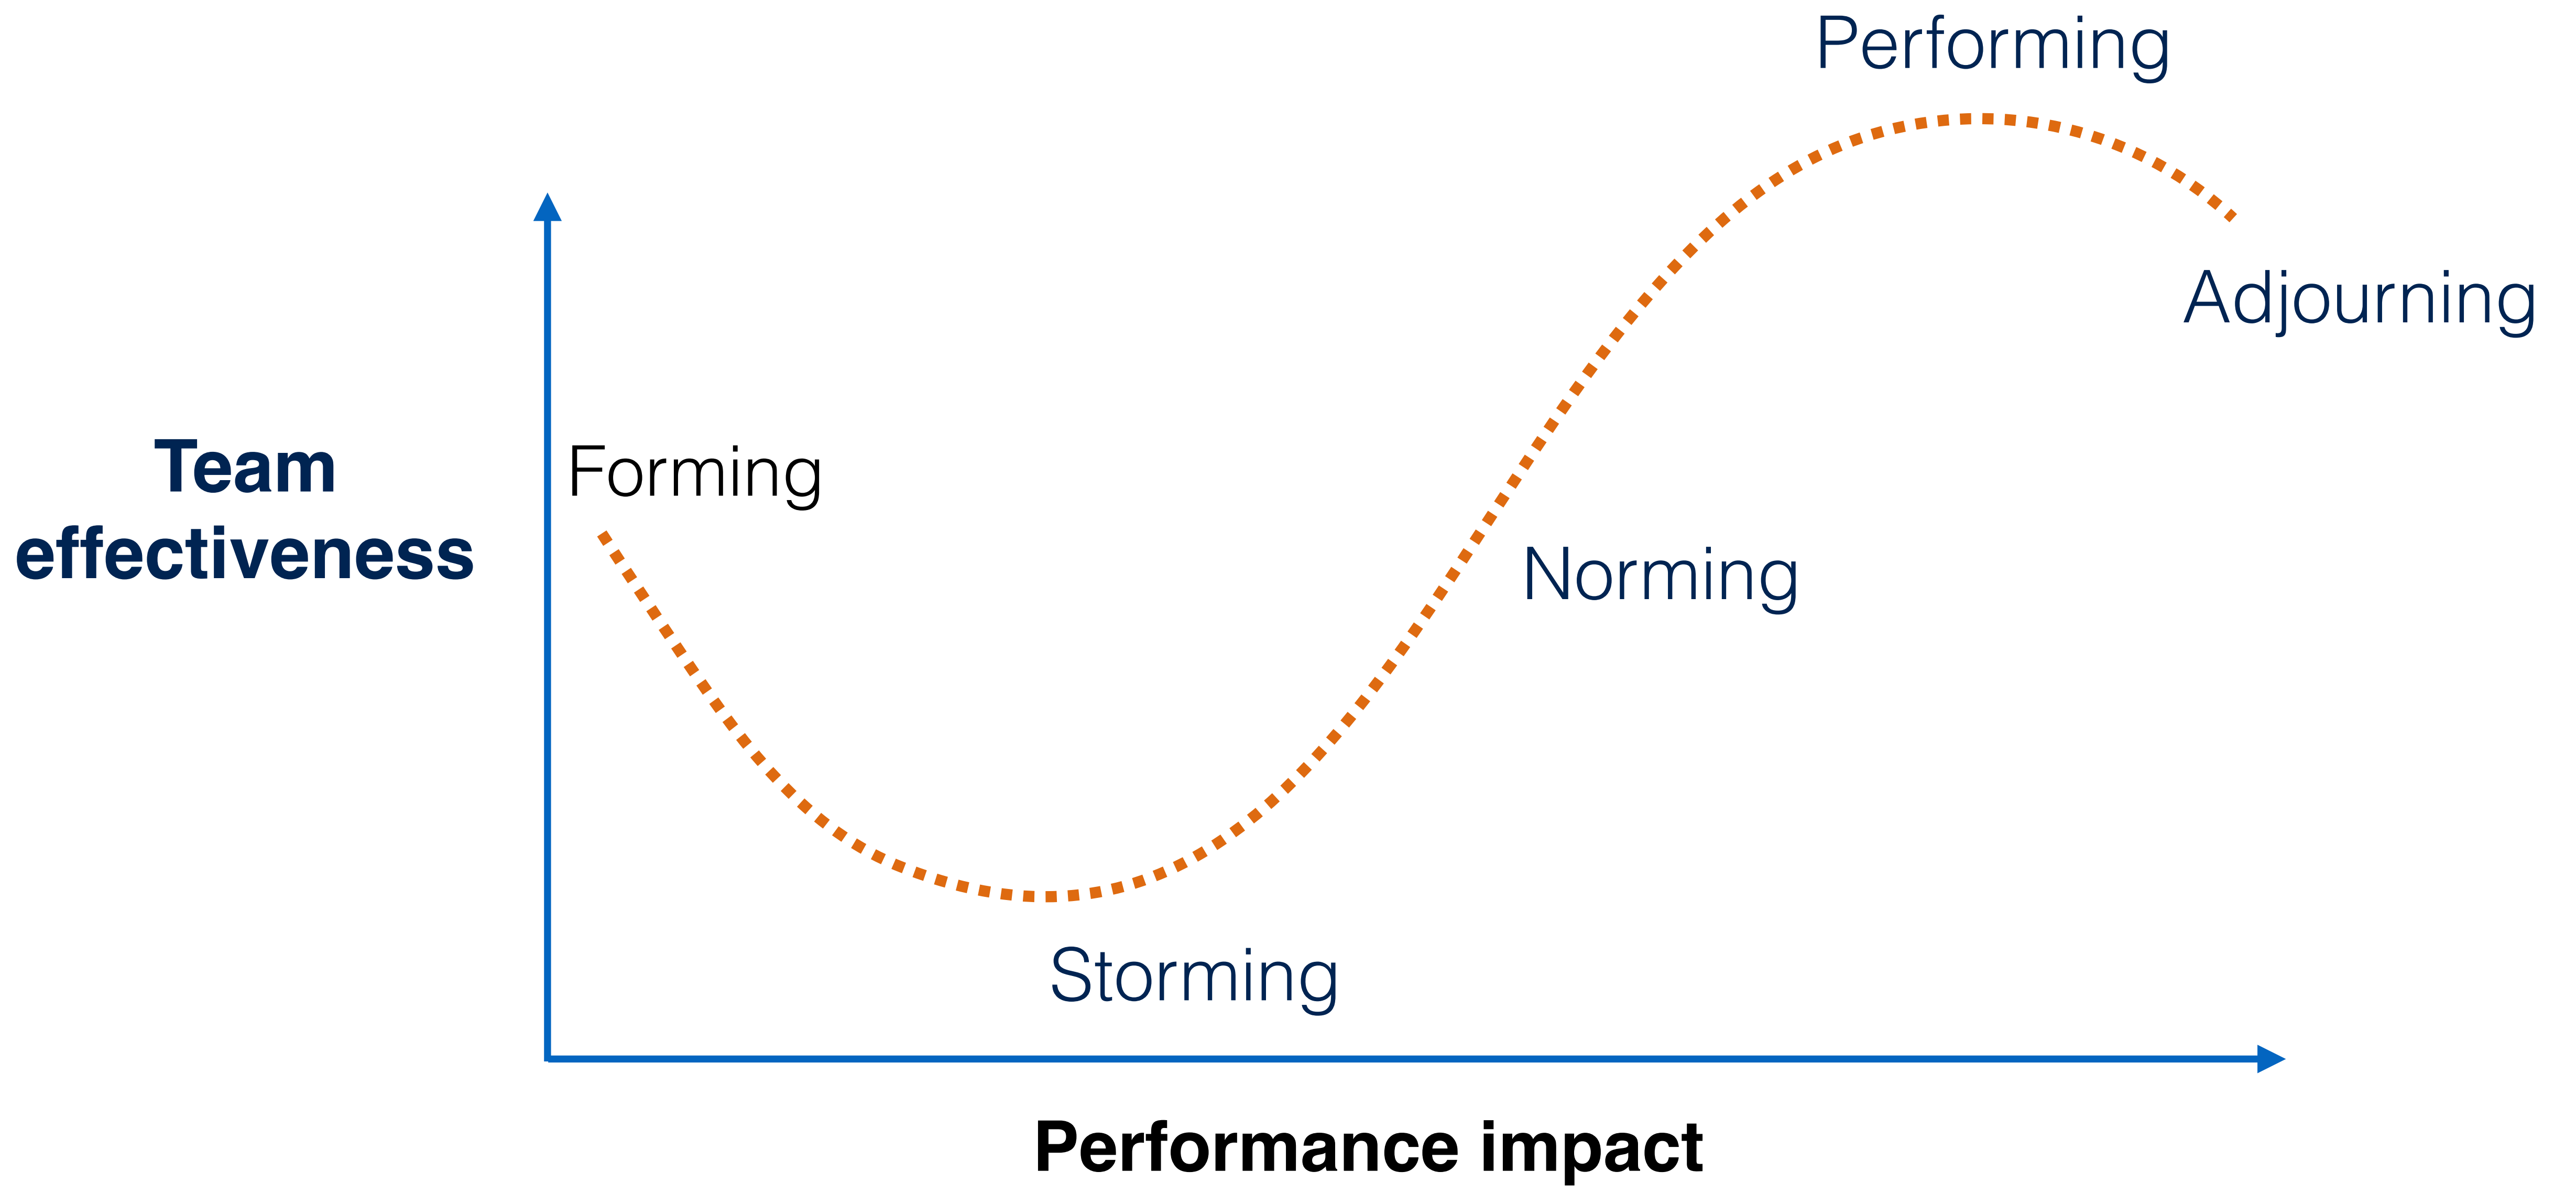 Performing
Adjourning
Team
effectiveness
Forming
Norming
Storming
Performance impact